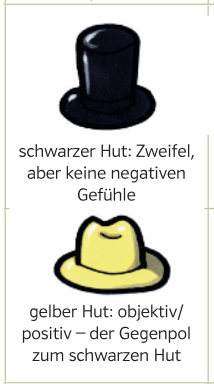 schwarzer Hut: Zweifel,
aber keine negativen
Gefühle
gelber Hut: objektiv/
positiv – der Gegenpol
zum schwarzen Hut